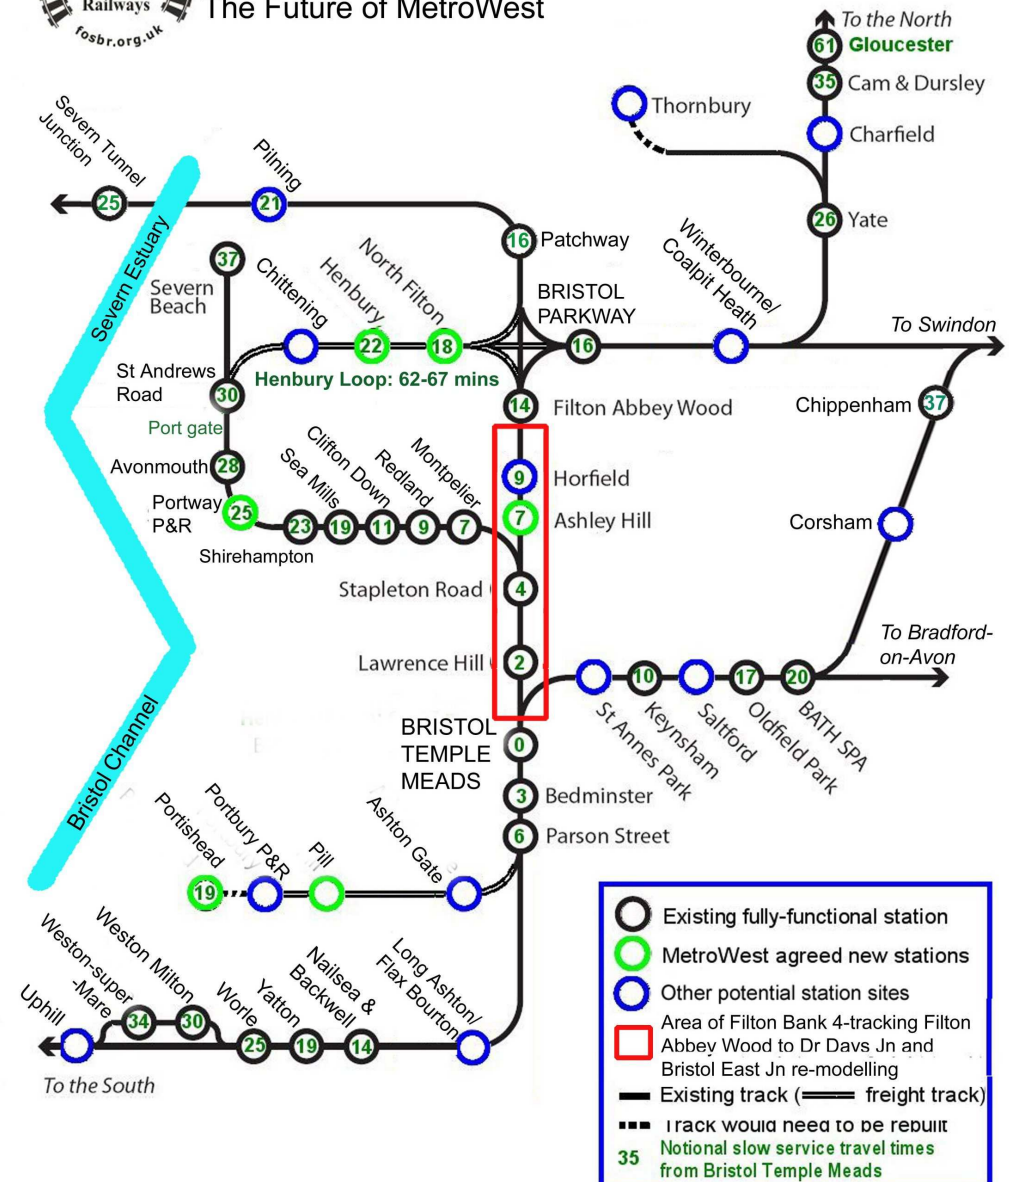 Railways
fosbr.org.uk
The Future of MetroWest
To the North
61 Gloucester
35 Cam & Dursley
Thornbury
Charfield
Severn Tunnel
Junction
25
Pilning
21
26 Yate
16 Patchway
Winterbourne/
Coalpit Heath
37
Severn
Beach
Severn Estuary
Chittening
Henbury
22
North Filton
18
BRISTOL
PARKWAY
16
To Swindon
Henbury Loop: 62-67 mins
St Andrews
Road
30
14 Filton Abbey Wood
Chippenham 37
Port gate
Avonmouth 28
Portway
P&R
25
Shirehampton
23
Sea Mills
19
Clifton Down
11
Redland
9
Montpelier
7
9 Horfield
7 Ashley Hill
Corsham
Stapleton Road 4
Lawrence Hill 2
To Bradford-
on-Avon
St Annes Park
10
Keynsham
Saltford
17
Oldfield Park
20
BATH SPA
BRISTOL
TEMPLE
MEADS
0
Bristol Channel
3 Bedminster
6 Parson Street
Portishead
19
Portbury P&R
Pill
Ashton Gate
Uphill
Weston-super
-Mare
34
Weston Milton
30
Worle
25
Yatton
19
Nailsea &
Backwell
14
Long Ashton/
Flax Bourton
To the South
Existing fully-functional station
MetroWest agreed new stations
Other potential station sites
Area of Filton Bank 4-tracking Filton
Abbey Wood to Dr Davs Jn and
Bristol East Jn re-modelling
Existing track ( freight track)
Track would need to be rebuilt
35 Notional slow service travel times
from Bristol Temple Meads